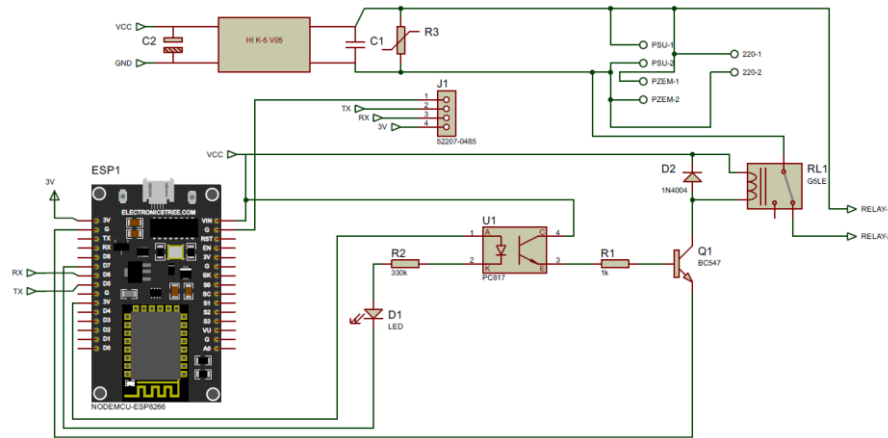 VCC
C2
GND
HI K-5 V05
C1
R3
PSU-1
PSU-2
PZEM-1
PZEM-2
220-1
220-2
J1
1
2
3
4
TX
RX
3V
52207-0485
VCC
D2
1N4004
RL1
G5LE
RELAY-
RELAY-
ESP1
3V
ELECTRONICSTREE.COM
3V
G
TX
RX
D8
D7
D6
D5
G
3V
D4
D3
D2
D1
D0
VIN
G
RST
EN
3V
G
SK
S0
SC
S1
S2
S3
VU
G
A0
RX
TX
NODEMCU-ESP8266
U1
1
2
4
3
A
K
C
E
PC817
R2
330k
R1
1k
Q1
BC547
D1
LED